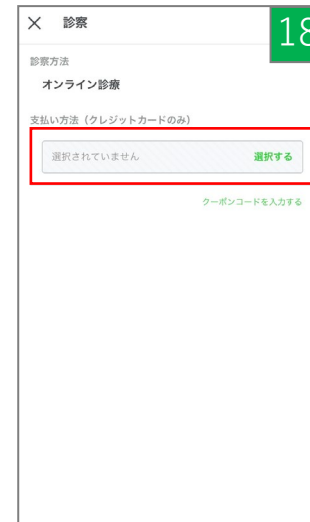 × 診察
18
診察方法
オンライン診療
支払い方法（クレジットカードのみ）
選択されていません 選択する
クーポンコードを入力する